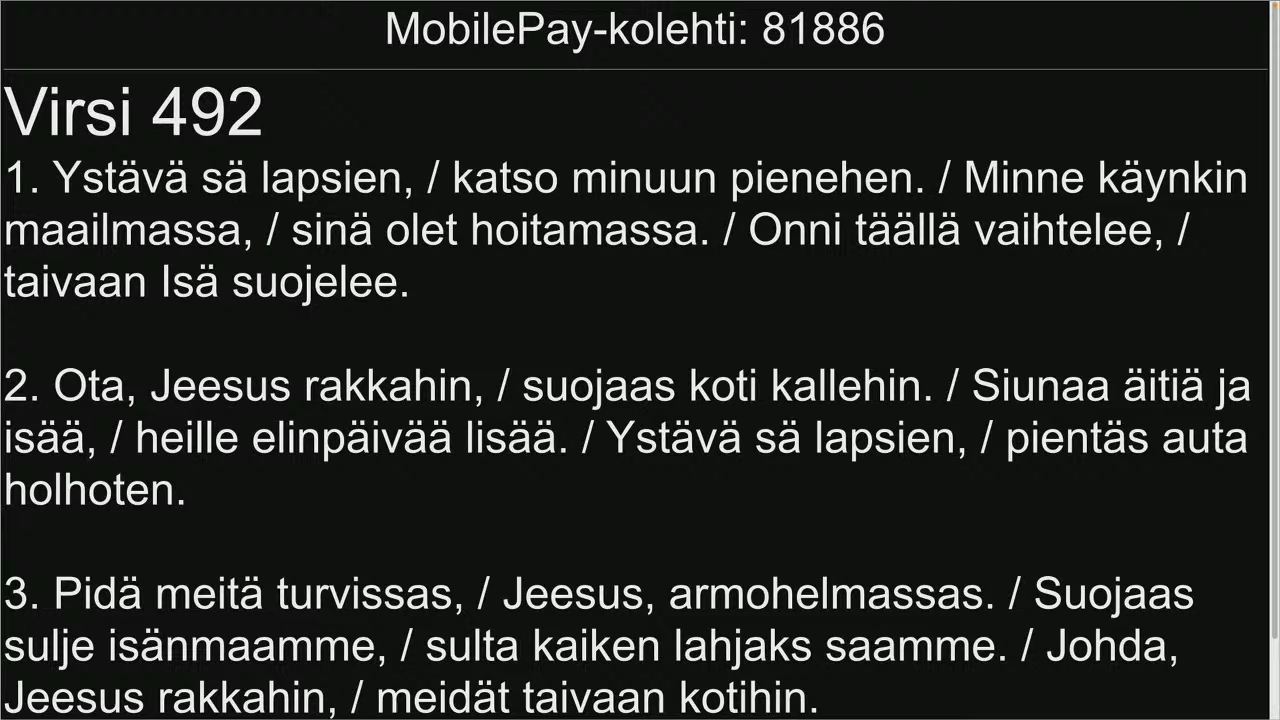 MobilePay-kolehti: 81886
Virsi 492
1. Ystävä sä lapsien, / katso minuun pienehen. / Minne käynkin
maailmassa, / sinä olet hoitamassa. / Onni täällä vaihtelee, /
taivaan Isä suojelee.
2. Ota, Jeesus rakkahin, / suojaas koti kallehin. / Siunaa äitiä ja
isää, / heille elinpäivää lisää. / Ystävä sä lapsien, / pientäs auta
holhoten.
3. Pidä meitä turvissas, / Jeesus, armohelmassas. / Suojaas
sulje isänmaamme, / sulta kaiken lahjaks saamme. / Johda,
Jeesus rakkahin, / meidät taivaan kotihin.